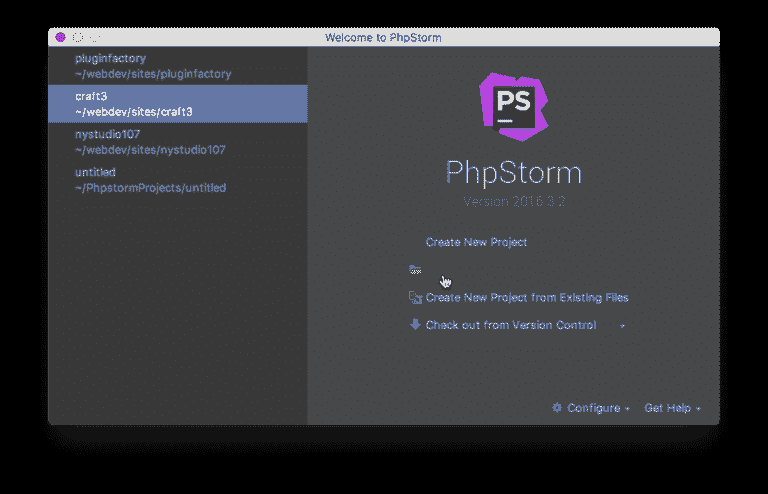 Welcome to PhpStorm
pluginfactory
~/webdev/sites/pluginfactory
craft3
~/webdev/sites/craft3
nystudio107
~/webdev/sites/nystudio107
untitled
~/PhpstormProjects/untitled
PS
PhpStorm
Version 2016.3.2
Create New Project
Create New Project from Existing Files
Check out from Version Control
Configure
Get Help